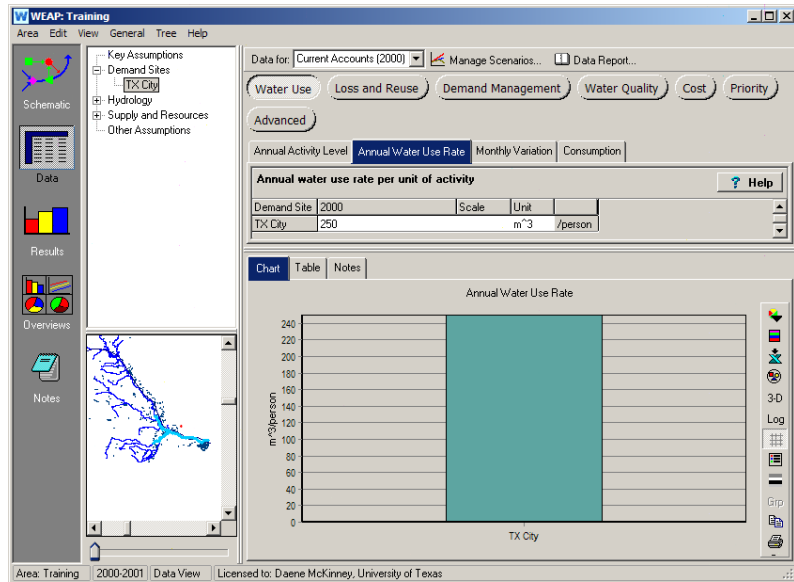 WEAP: Training
Area Edit View General Tree Help
Schematic
Data
Results
Overviews
Notes
Key Assumptions
Demand Sites
TX City
Hydrology
Supply and Resources
Other Assumptions
Data for: Current Accounts (2000) Manage Scenarios... Data Report...
Water Use Loss and Reuse Demand Management Water Quality Cost Priority
Advanced
Annual Activity Level Annual Water Use Rate Monthly Variation Consumption
Annual water use rate per unit of activity
? Help
Demand Site 2000 Scale Unit
TX City 250 m^3 /person
Chart Table Notes
Annual Water Use Rate
m^3/person
240
220
200
180
160
140
120
100
80
60
40
20
0
TX City
3-D
Log
Grp
Area: Training 2000-2001 Data View Licensed to: Daene McKinney, University of Texas